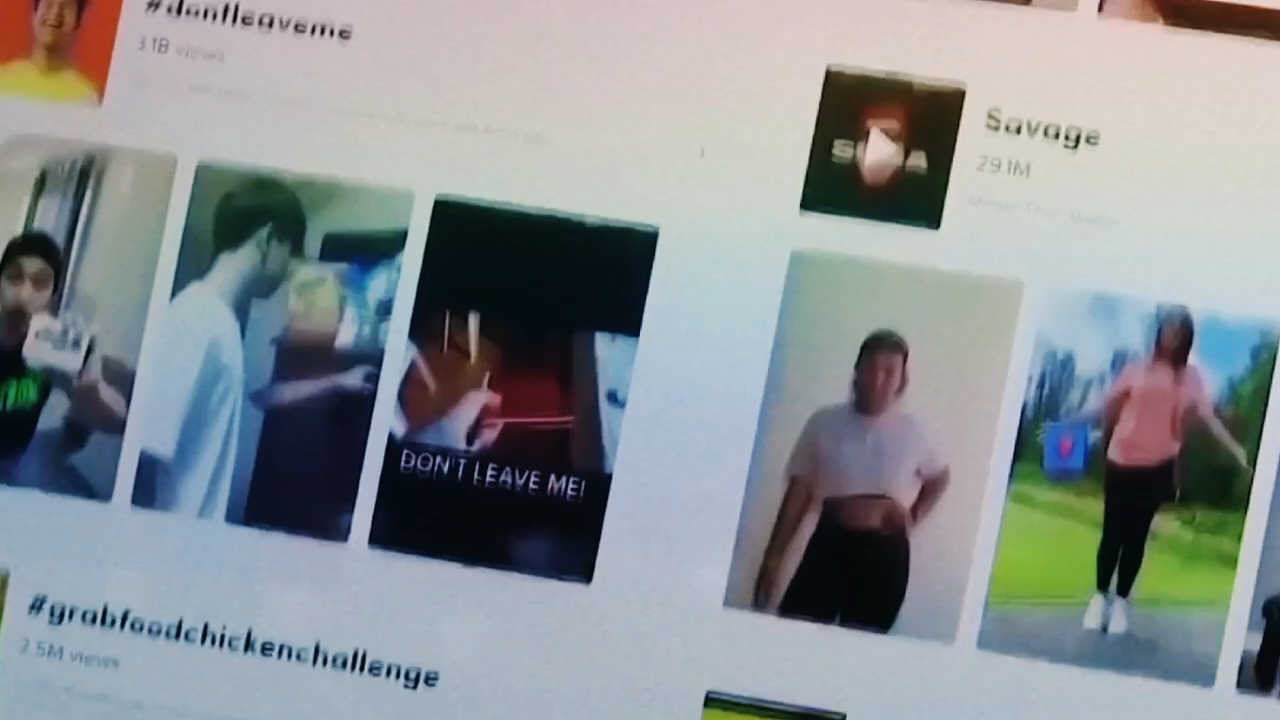 #dontleaveme
3.1B views
DON'T LEAVE ME!
#grabfoodchickenchallenge
2.5M views
Savage
29.1M